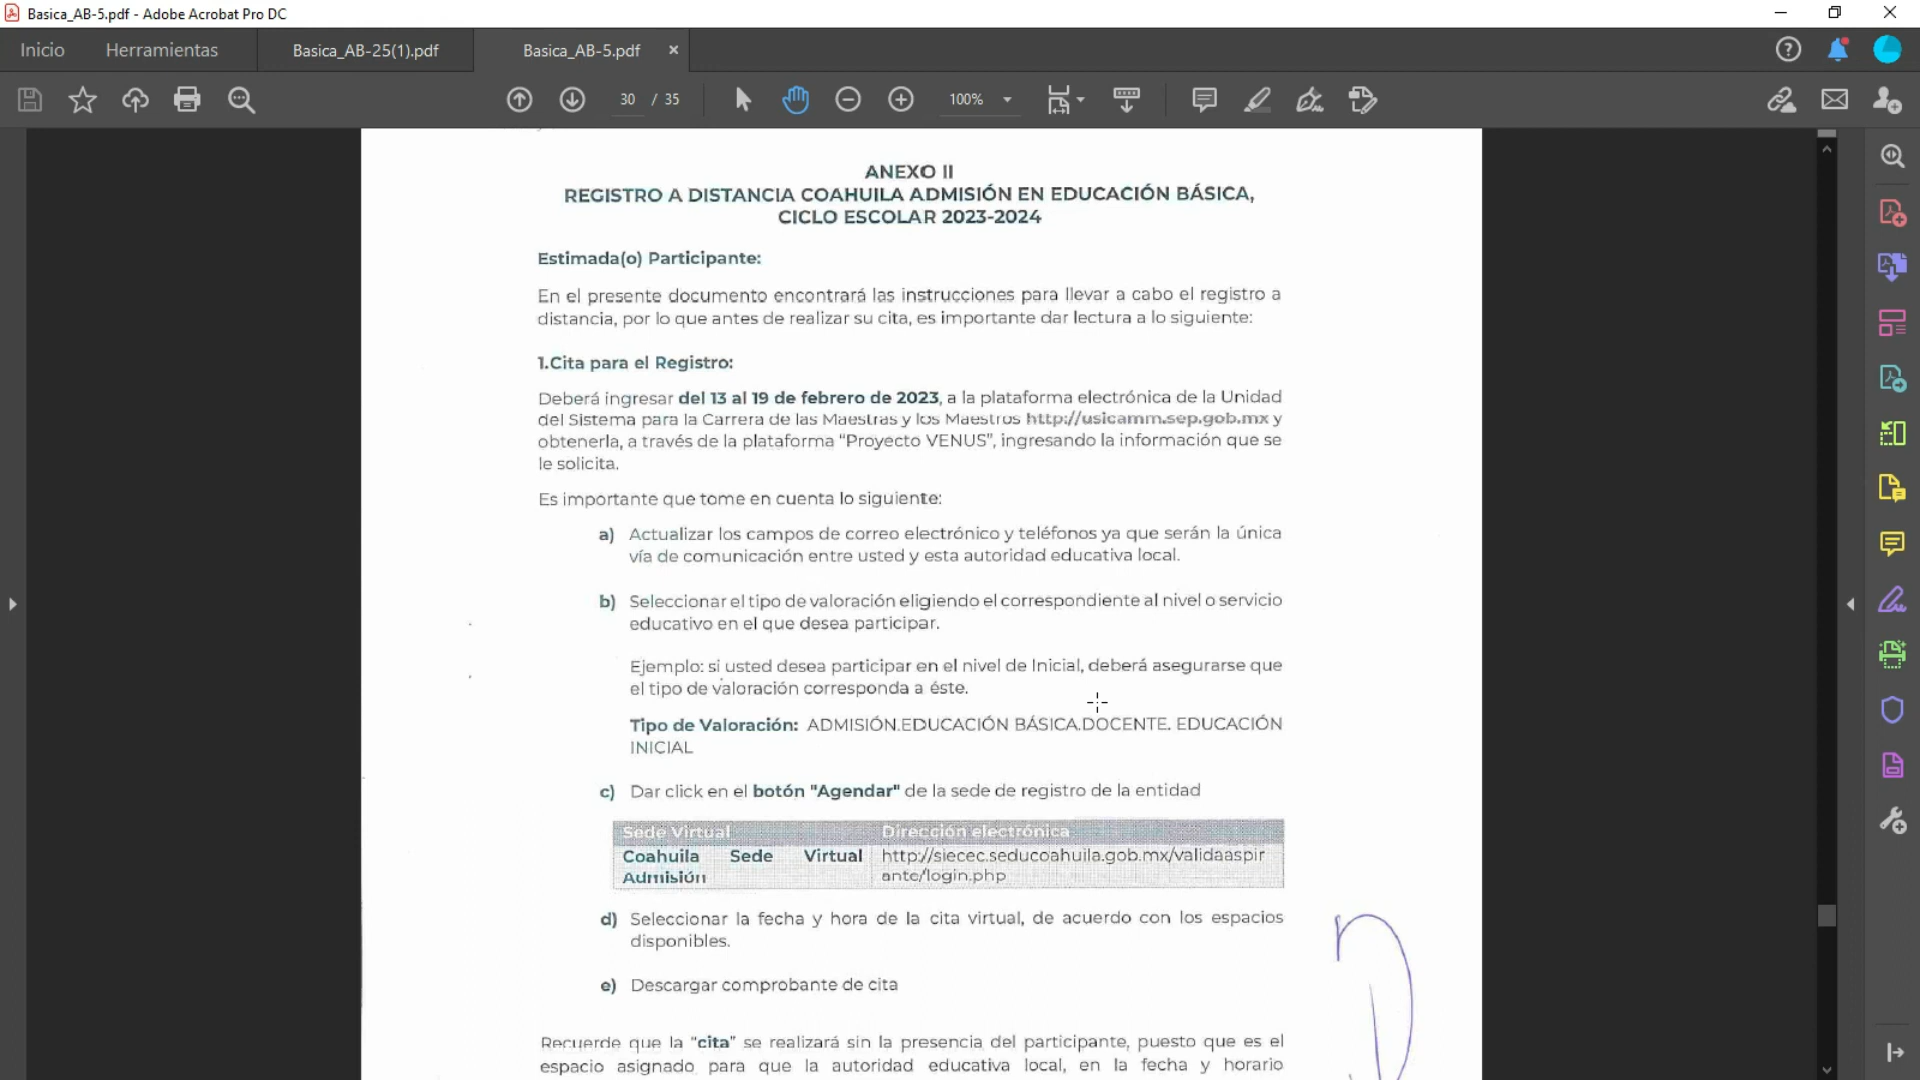 Basica_AB-5.pdf - Adobe Acrobat Pro DC
Inicio Herramientas Basica_AB-25(1).pdf Basica_AB-5.pdf
30 / 35 100%
ANEXO II
REGISTRO A DISTANCIA COAHUILA ADMISIÓN EN EDUCACIÓN BÁSICA,
CICLO ESCOLAR 2023-2024
Estimada(o) Participante:
En el presente documento encontrará las instrucciones para llevar a cabo el registro a
distancia, por lo que antes de realizar su cita, es importante dar lectura a lo siguiente:
1.Cita para el Registro:
Deberá ingresar del 13 al 19 de febrero de 2023, a la plataforma electrónica de la Unidad
del Sistema para la Carrera de las Maestras y los Maestros http://usicamm.sep.gob.mx y
obtenerla, a través de la plataforma “Proyecto VENUS”, ingresando la información que se
le solicita.
Es importante que tome en cuenta lo siguiente:
a) Actualizar los campos de correo electrónico y teléfonos ya que serán la única
vía de comunicación entre usted y esta autoridad educativa local.
b) Seleccionar el tipo de valoración eligiendo el correspondiente al nivel o servicio
educativo en el que desea participar.
Ejemplo: si usted desea participar en el nivel de Inicial, deberá asegurarse que
el tipo de valoración corresponda a éste.
Tipo de Valoración: ADMISIÓN.EDUCACIÓN BÁSICA.DOCENTE. EDUCACIÓN
INICIAL
c) Dar click en el botón "Agendar" de la sede de registro de la entidad
Sede Virtual Dirección electrónica
Coahuila Sede Virtual http://siecec.seducoahuila.gob.mx/validaaspir
Admisión ante/login.php
d) Seleccionar la fecha y hora de la cita virtual, de acuerdo con los espacios
disponibles.
e) Descargar comprobante de cita
Recuerde que la “cita” se realizará sin la presencia del participante, puesto que es el
espacio asignado para que la autoridad educativa local, en la fecha y horario